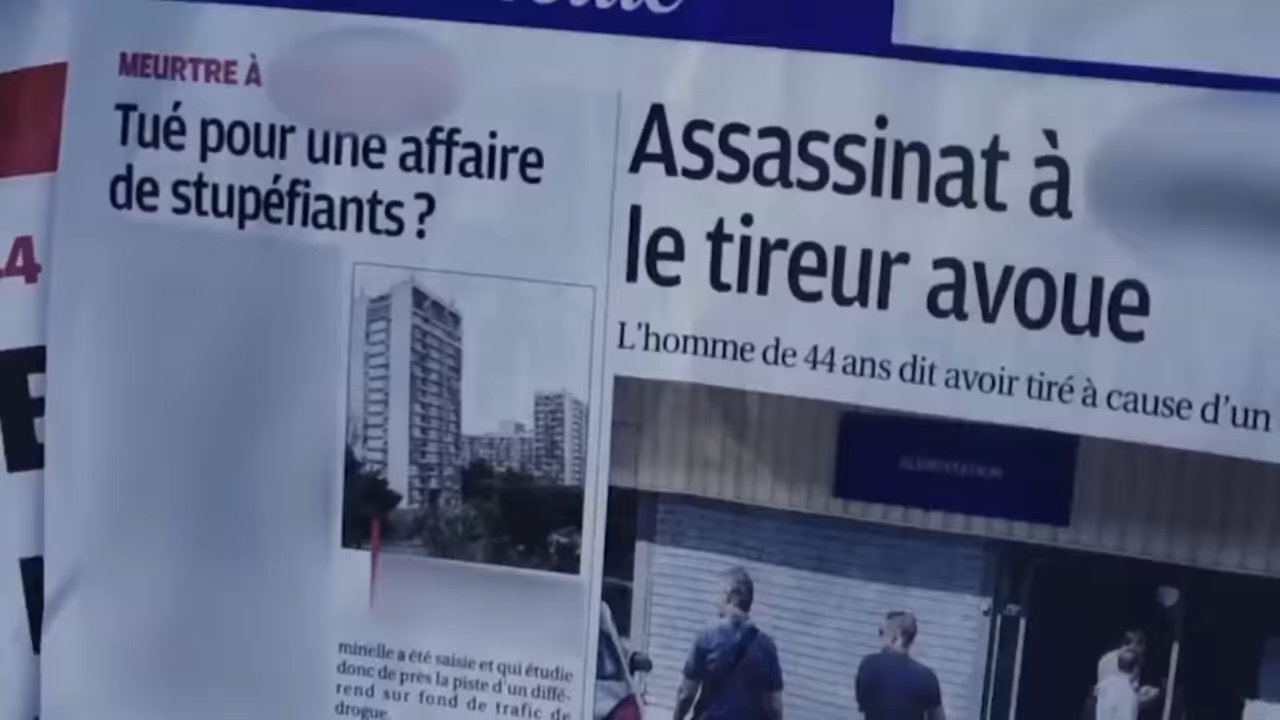 MEURTRE À
Tué pour une affaire
de stupéfiants ?
minelle a été saisie et qui étudie
donc de près la piste d'un diffé-
rend sur fond de trafic de
drogue.
Assassinat à
le tireur avoue
L'homme de 44 ans dit avoir tiré à cause d'un
ALIMENTATION